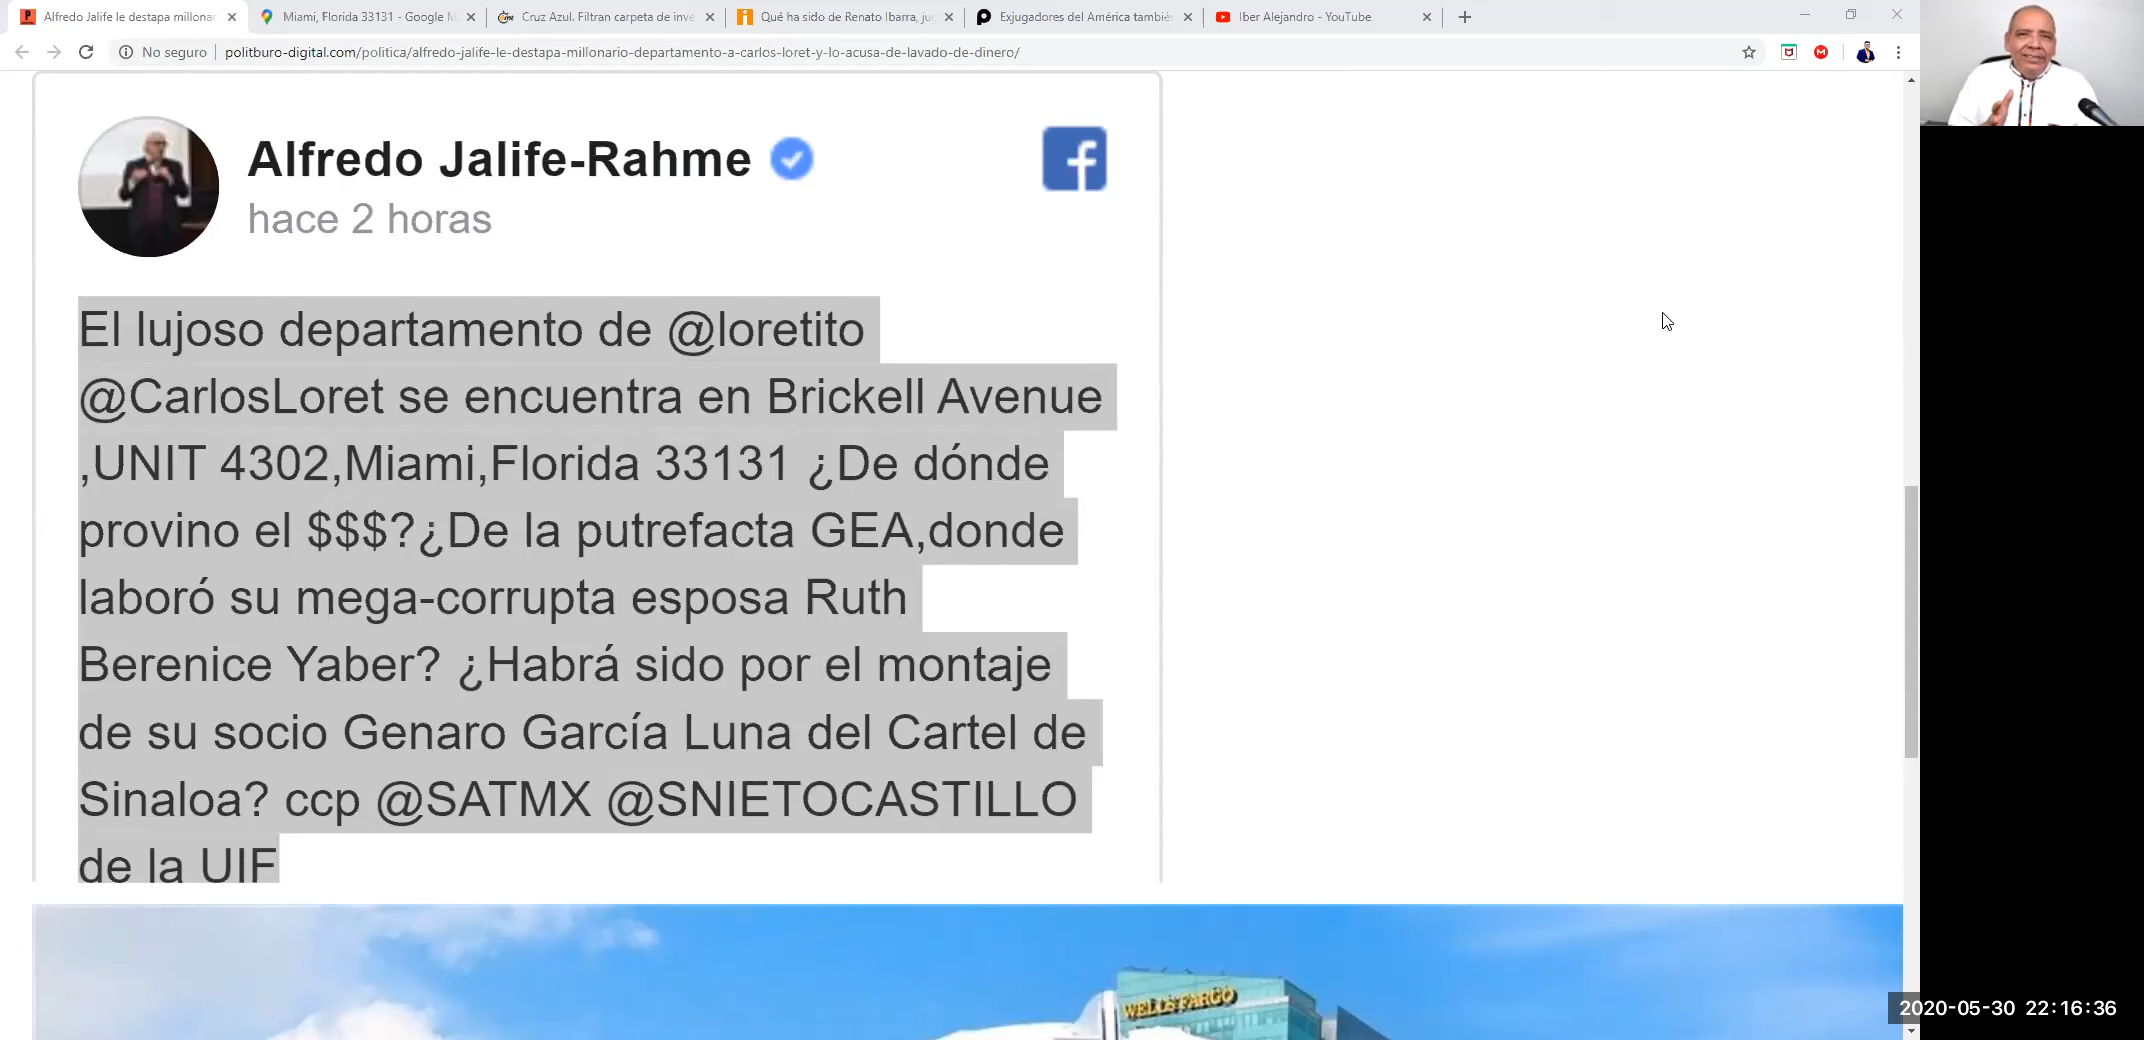 Alfredo Jalife le destapa millonar
Miami, Florida 33131 - Google M
Cruz Azul. Filtran carpeta de inve
Qué ha sido de Renato Ibarra, ju
Exjugadores del América también
Iber Alejandro - YouTube
No seguro
politburo-digital.com/politica/alfredo-jalife-le-destapa-millonario-departamento-a-carlos-loret-y-lo-acusa-de-lavado-de-dinero/
Alfredo Jalife-Rahme
hace 2 horas
El lujoso departamento de @loretito
@CarlosLoret se encuentra en Brickell Avenue
,UNIT 4302,Miami,Florida 33131 ¿De dónde
provino el $$$?¿De la putrefacta GEA,donde
laboró su mega-corrupta esposa Ruth
Berenice Yaber? ¿Habrá sido por el montaje
de su socio Genaro García Luna del Cartel de
Sinaloa? ccp @SATMX @SNIETOCASTILLO
de la UIF
WELLS FARGO
2020-05-30 22:16:36